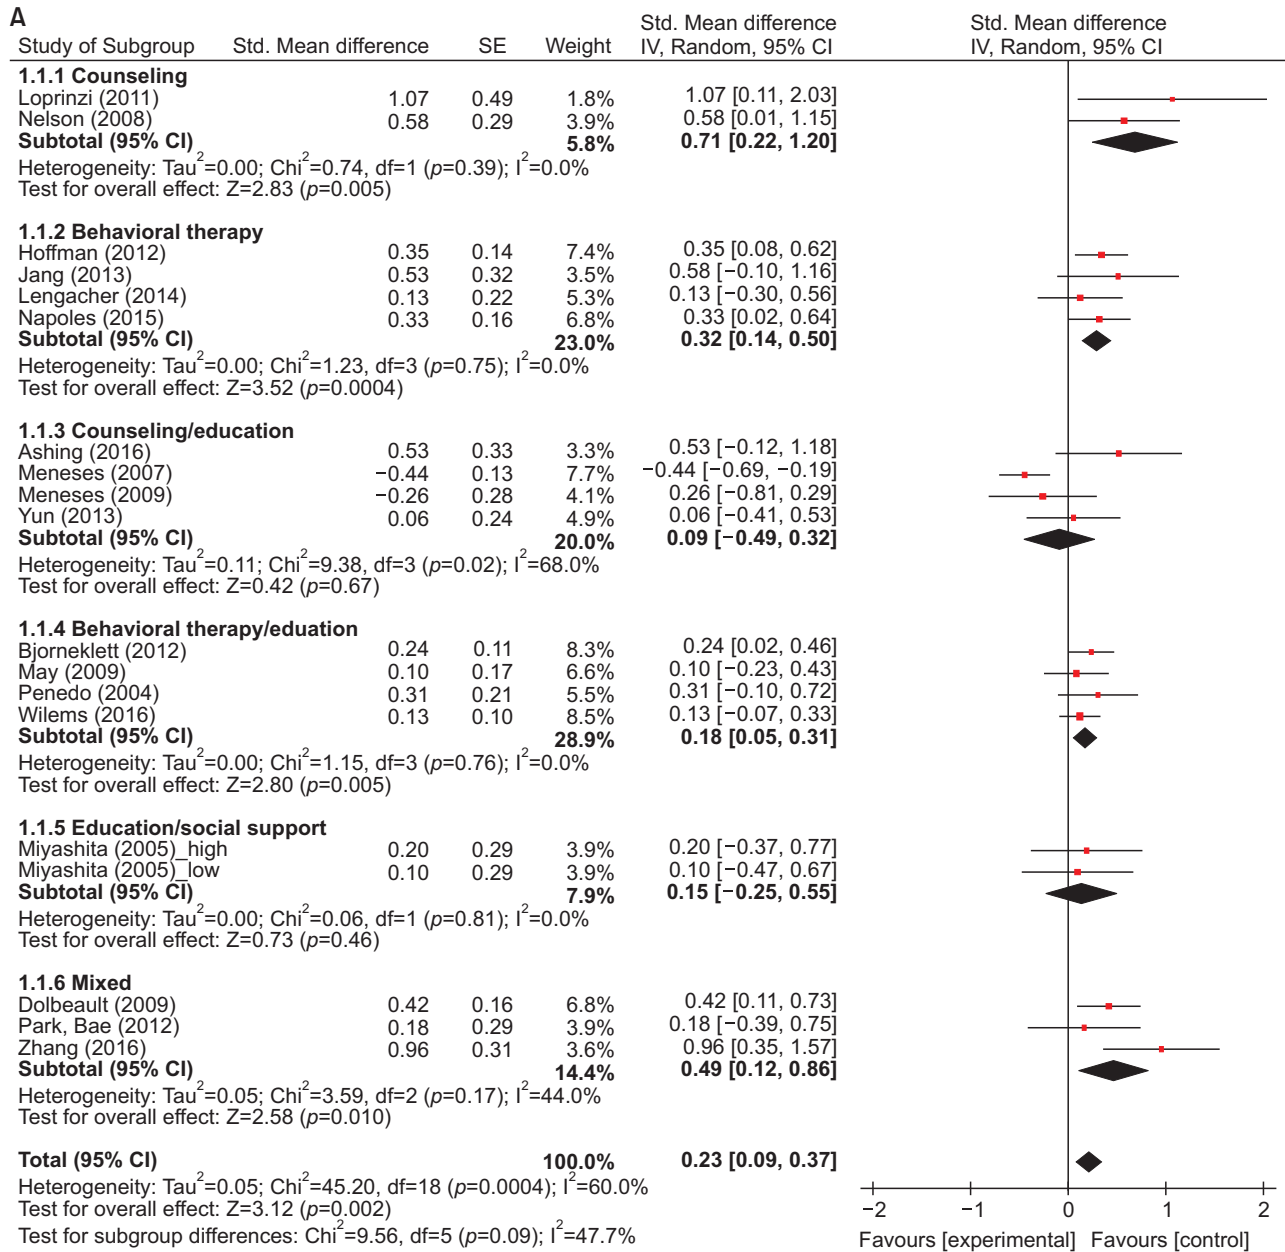 A
Std. Mean difference Std. Mean difference
Study of Subgroup Std. Mean difference SE Weight IV, Random, 95% CI IV, Random, 95% CI
1.1.1 Counseling
Loprinzi (2011) 1.07 0.49 1.8% 1.07 [0.11, 2.03]
Nelson (2008) 0.58 0.29 3.9% 0.58 [0.01, 1.15]
Subtotal (95% CI) 5.8% 0.71 [0.22, 1.20]
Heterogeneity: Tau²=0.00; Chi²=0.74, df=1 (p=0.39); I²=0.0%
Test for overall effect: Z=2.83 (p=0.005)
1.1.2 Behavioral therapy
Hoffman (2012) 0.35 0.14 7.4% 0.35 [0.08, 0.62]
Jang (2013) 0.53 0.32 3.5% 0.58 [−0.10, 1.16]
Lengacher (2014) 0.13 0.22 5.3% 0.13 [−0.30, 0.56]
Napoles (2015) 0.33 0.16 6.8% 0.33 [0.02, 0.64]
Subtotal (95% CI) 23.0% 0.32 [0.14, 0.50]
Heterogeneity: Tau²=0.00; Chi²=1.23, df=3 (p=0.75); I²=0.0%
Test for overall effect: Z=3.52 (p=0.0004)
1.1.3 Counseling/education
Ashing (2016) 0.53 0.33 3.3% 0.53 [−0.12, 1.18]
Meneses (2007) −0.44 0.13 7.7% −0.44 [−0.69, −0.19]
Meneses (2009) −0.26 0.28 4.1% 0.26 [−0.81, 0.29]
Yun (2013) 0.06 0.24 4.9% 0.06 [−0.41, 0.53]
Subtotal (95% CI) 20.0% 0.09 [−0.49, 0.32]
Heterogeneity: Tau²=0.11; Chi²=9.38, df=3 (p=0.02); I²=68.0%
Test for overall effect: Z=0.42 (p=0.67)
1.1.4 Behavioral therapy/eduation
Bjorneklett (2012) 0.24 0.11 8.3% 0.24 [0.02, 0.46]
May (2009) 0.10 0.17 6.6% 0.10 [−0.23, 0.43]
Penedo (2004) 0.31 0.21 5.5% 0.31 [−0.10, 0.72]
Wilems (2016) 0.13 0.10 8.5% 0.13 [−0.07, 0.33]
Subtotal (95% CI) 28.9% 0.18 [0.05, 0.31]
Heterogeneity: Tau²=0.00; Chi²=1.15, df=3 (p=0.76); I²=0.0%
Test for overall effect: Z=2.80 (p=0.005)
1.1.5 Education/social support
Miyashita (2005)_high 0.20 0.29 3.9% 0.20 [−0.37, 0.77]
Miyashita (2005)_low 0.10 0.29 3.9% 0.10 [−0.47, 0.67]
Subtotal (95% CI) 7.9% 0.15 [−0.25, 0.55]
Heterogeneity: Tau²=0.00; Chi²=0.06, df=1 (p=0.81); I²=0.0%
Test for overall effect: Z=0.73 (p=0.46)
1.1.6 Mixed
Dolbeault (2009) 0.42 0.16 6.8% 0.42 [0.11, 0.73]
Park, Bae (2012) 0.18 0.29 3.9% 0.18 [−0.39, 0.75]
Zhang (2016) 0.96 0.31 3.6% 0.96 [0.35, 1.57]
Subtotal (95% CI) 14.4% 0.49 [0.12, 0.86]
Heterogeneity: Tau²=0.05; Chi²=3.59, df=2 (p=0.17); I²=44.0%
Test for overall effect: Z=2.58 (p=0.010)
Total (95% CI) 100.0% 0.23 [0.09, 0.37]
Heterogeneity: Tau²=0.05; Chi²=45.20, df=18 (p=0.0004); I²=60.0%
Test for overall effect: Z=3.12 (p=0.002)
Test for subgroup differences: Chi²=9.56, df=5 (p=0.09); I²=47.7%
−2 −1 0 1 2
Favours [experimental] Favours [control]